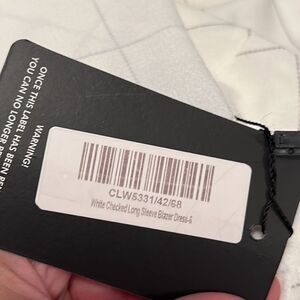 WARNING!
ONCE THIS LABEL HAS BEEN
YOU CAN NO LONGER
CLW5331/42/68
White Checked Long Sleeve Blazer Dress-6